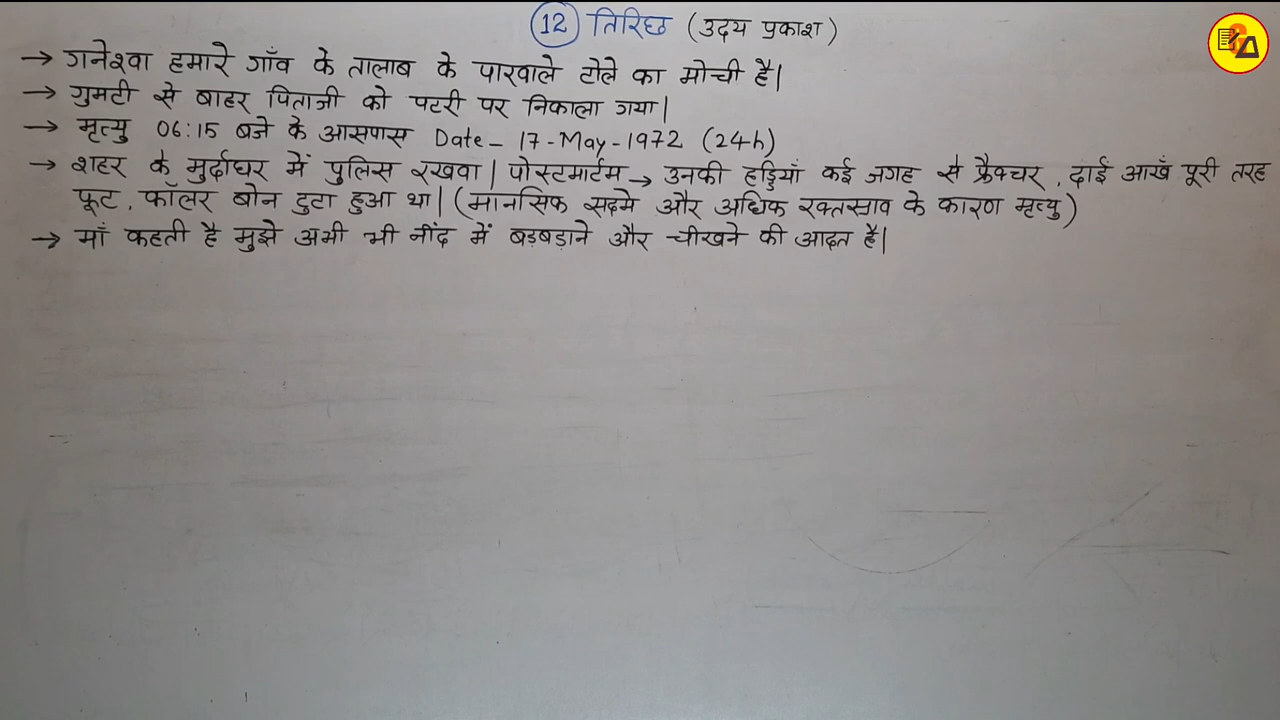 12 तिरिछ (उदय प्रकाश)
→ गनेश्वा हमारे गाँव के तालाब के पारवाले टोले का मोची है।
→ गुमटी से बाहर पिताजी को पटरी पर निकाला गया।
→ मृत्यु 06:15 बजे के आसपास Date - 17-May-1972 (24h)
→ शहर के मुर्दाघर में पुलिस रखवा। पोस्टमार्टम → उनकी हड्डियाँ कई जगह से फ्रैक्चर, दाई आखँ पूरी तरह
फूट, कॉलर बोन टुटा हुआ था। (मानसिक सदमे और अधिक रक्तस्त्राव के कारण मृत्यु)
→ माँ कहती है मुझे अभी भी नींद में बड़बड़ाने और चीखने की आदत है।